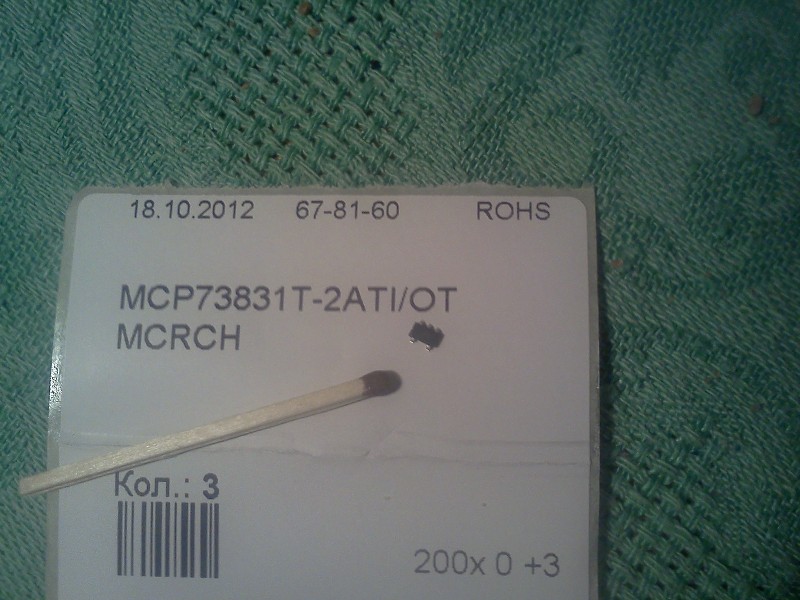 18.10.2012 67-81-60 ROHS
MCP73831T-2ATI/OT
MCRCH
Кол.: 3
200x 0 +3